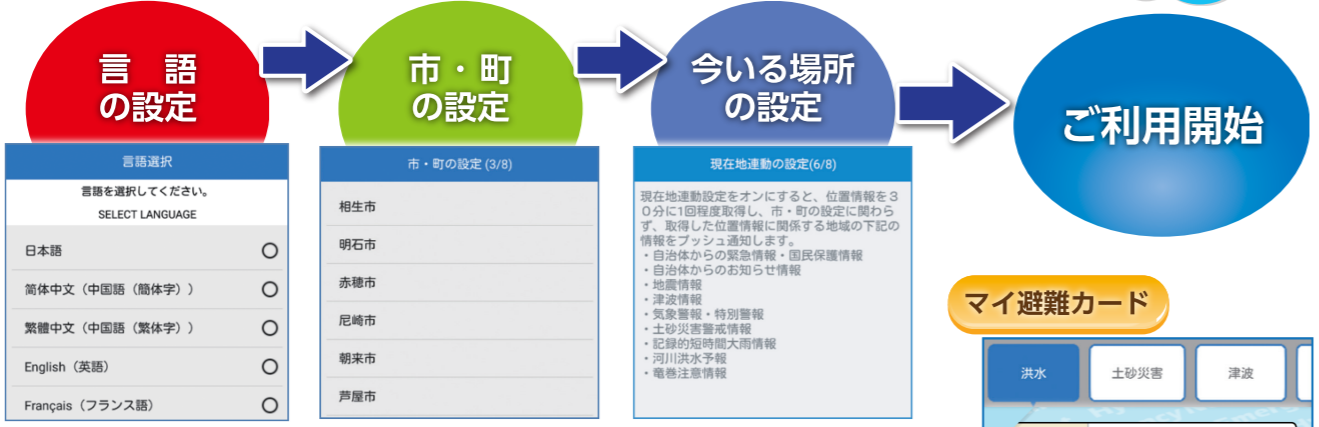 言 語
の設定
市・町
の設定
今いる場所
の設定
ご利用開始
言語選択
言語を選択してください。
SELECT LANGUAGE
日本語
简体中文（中国語（簡体字））
繁體中文（中国語（繁体字））
English（英語）
Français（フランス語）
市・町の設定 (3/8)
相生市
明石市
赤穂市
尼崎市
朝来市
芦屋市
現在地連動の設定(6/8)
現在地連動設定をオンにすると、位置情報を３
０分に1回程度取得し、市・町の設定に関わら
ず、取得した位置情報に関係する地域の下記の
情報をプッシュ通知します。
・自治体からの緊急情報・国民保護情報
・自治体からのお知らせ情報
・地震情報
・津波情報
・気象警報・特別警報
・土砂災害警戒情報
・記録的短時間大雨情報
・河川洪水予報
・竜巻注意情報
マイ避難カード
洪水
土砂災害
津波